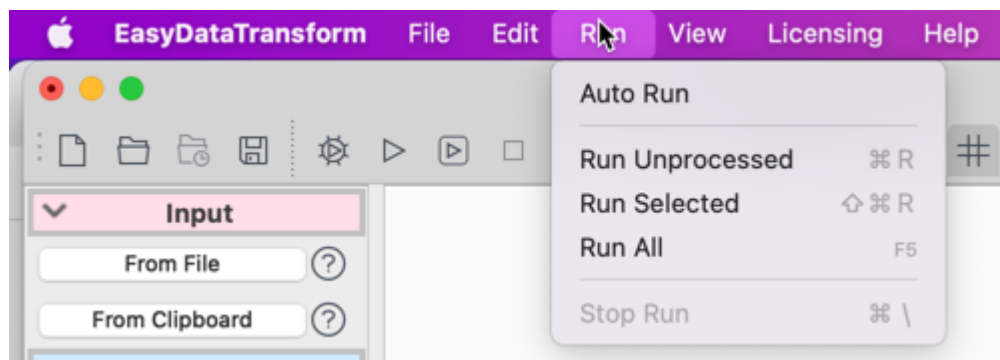 EasyDataTransform File Edit Run View Licensing Help
Auto Run
Run Unprocessed ⌘ R
Run Selected ⇧ ⌘ R
Run All F5
Stop Run ⌘ \
Input
From File ?
From Clipboard ?